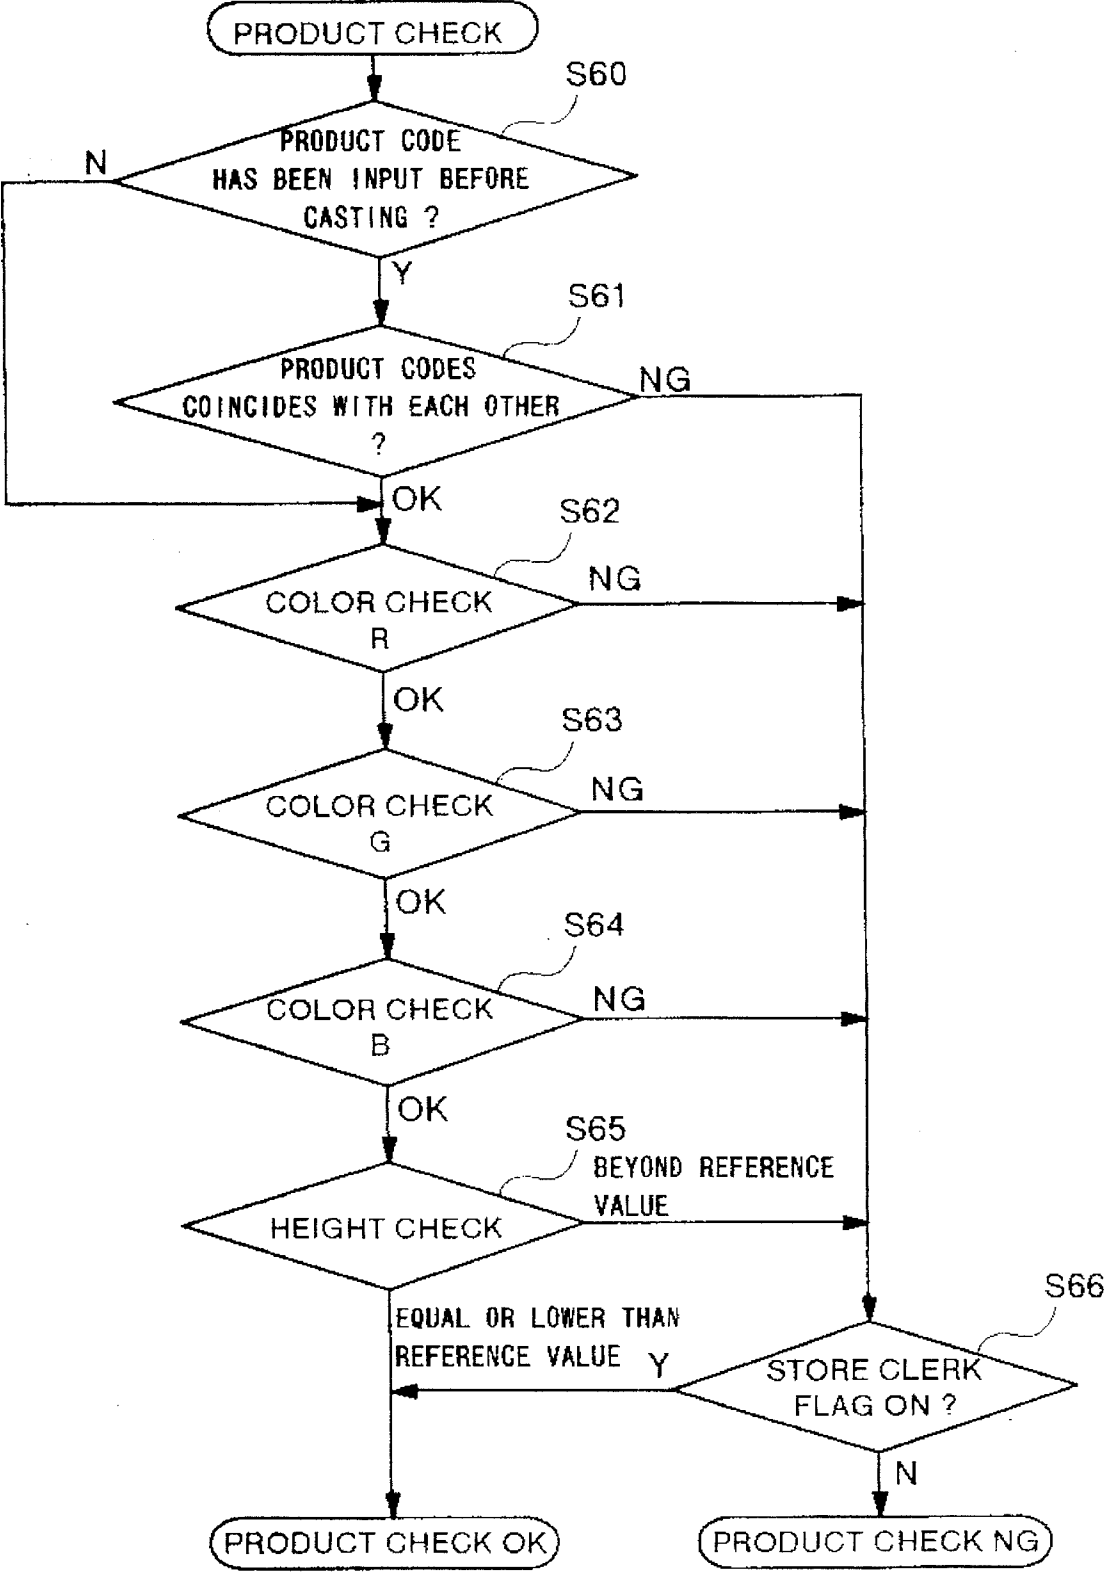 PRODUCT CHECK
S60
PRODUCT CODE
HAS BEEN INPUT BEFORE
CASTING ?
N
Y
S61
PRODUCT CODES
COINCIDES WITH EACH OTHER
?
NG
OK
S62
COLOR CHECK
R
NG
OK
S63
COLOR CHECK
G
NG
OK
S64
COLOR CHECK
B
NG
OK
S65
HEIGHT CHECK
BEYOND REFERENCE
VALUE
EQUAL OR LOWER THAN
REFERENCE VALUE
S66
STORE CLERK
FLAG ON ?
Y
N
PRODUCT CHECK OK
PRODUCT CHECK NG